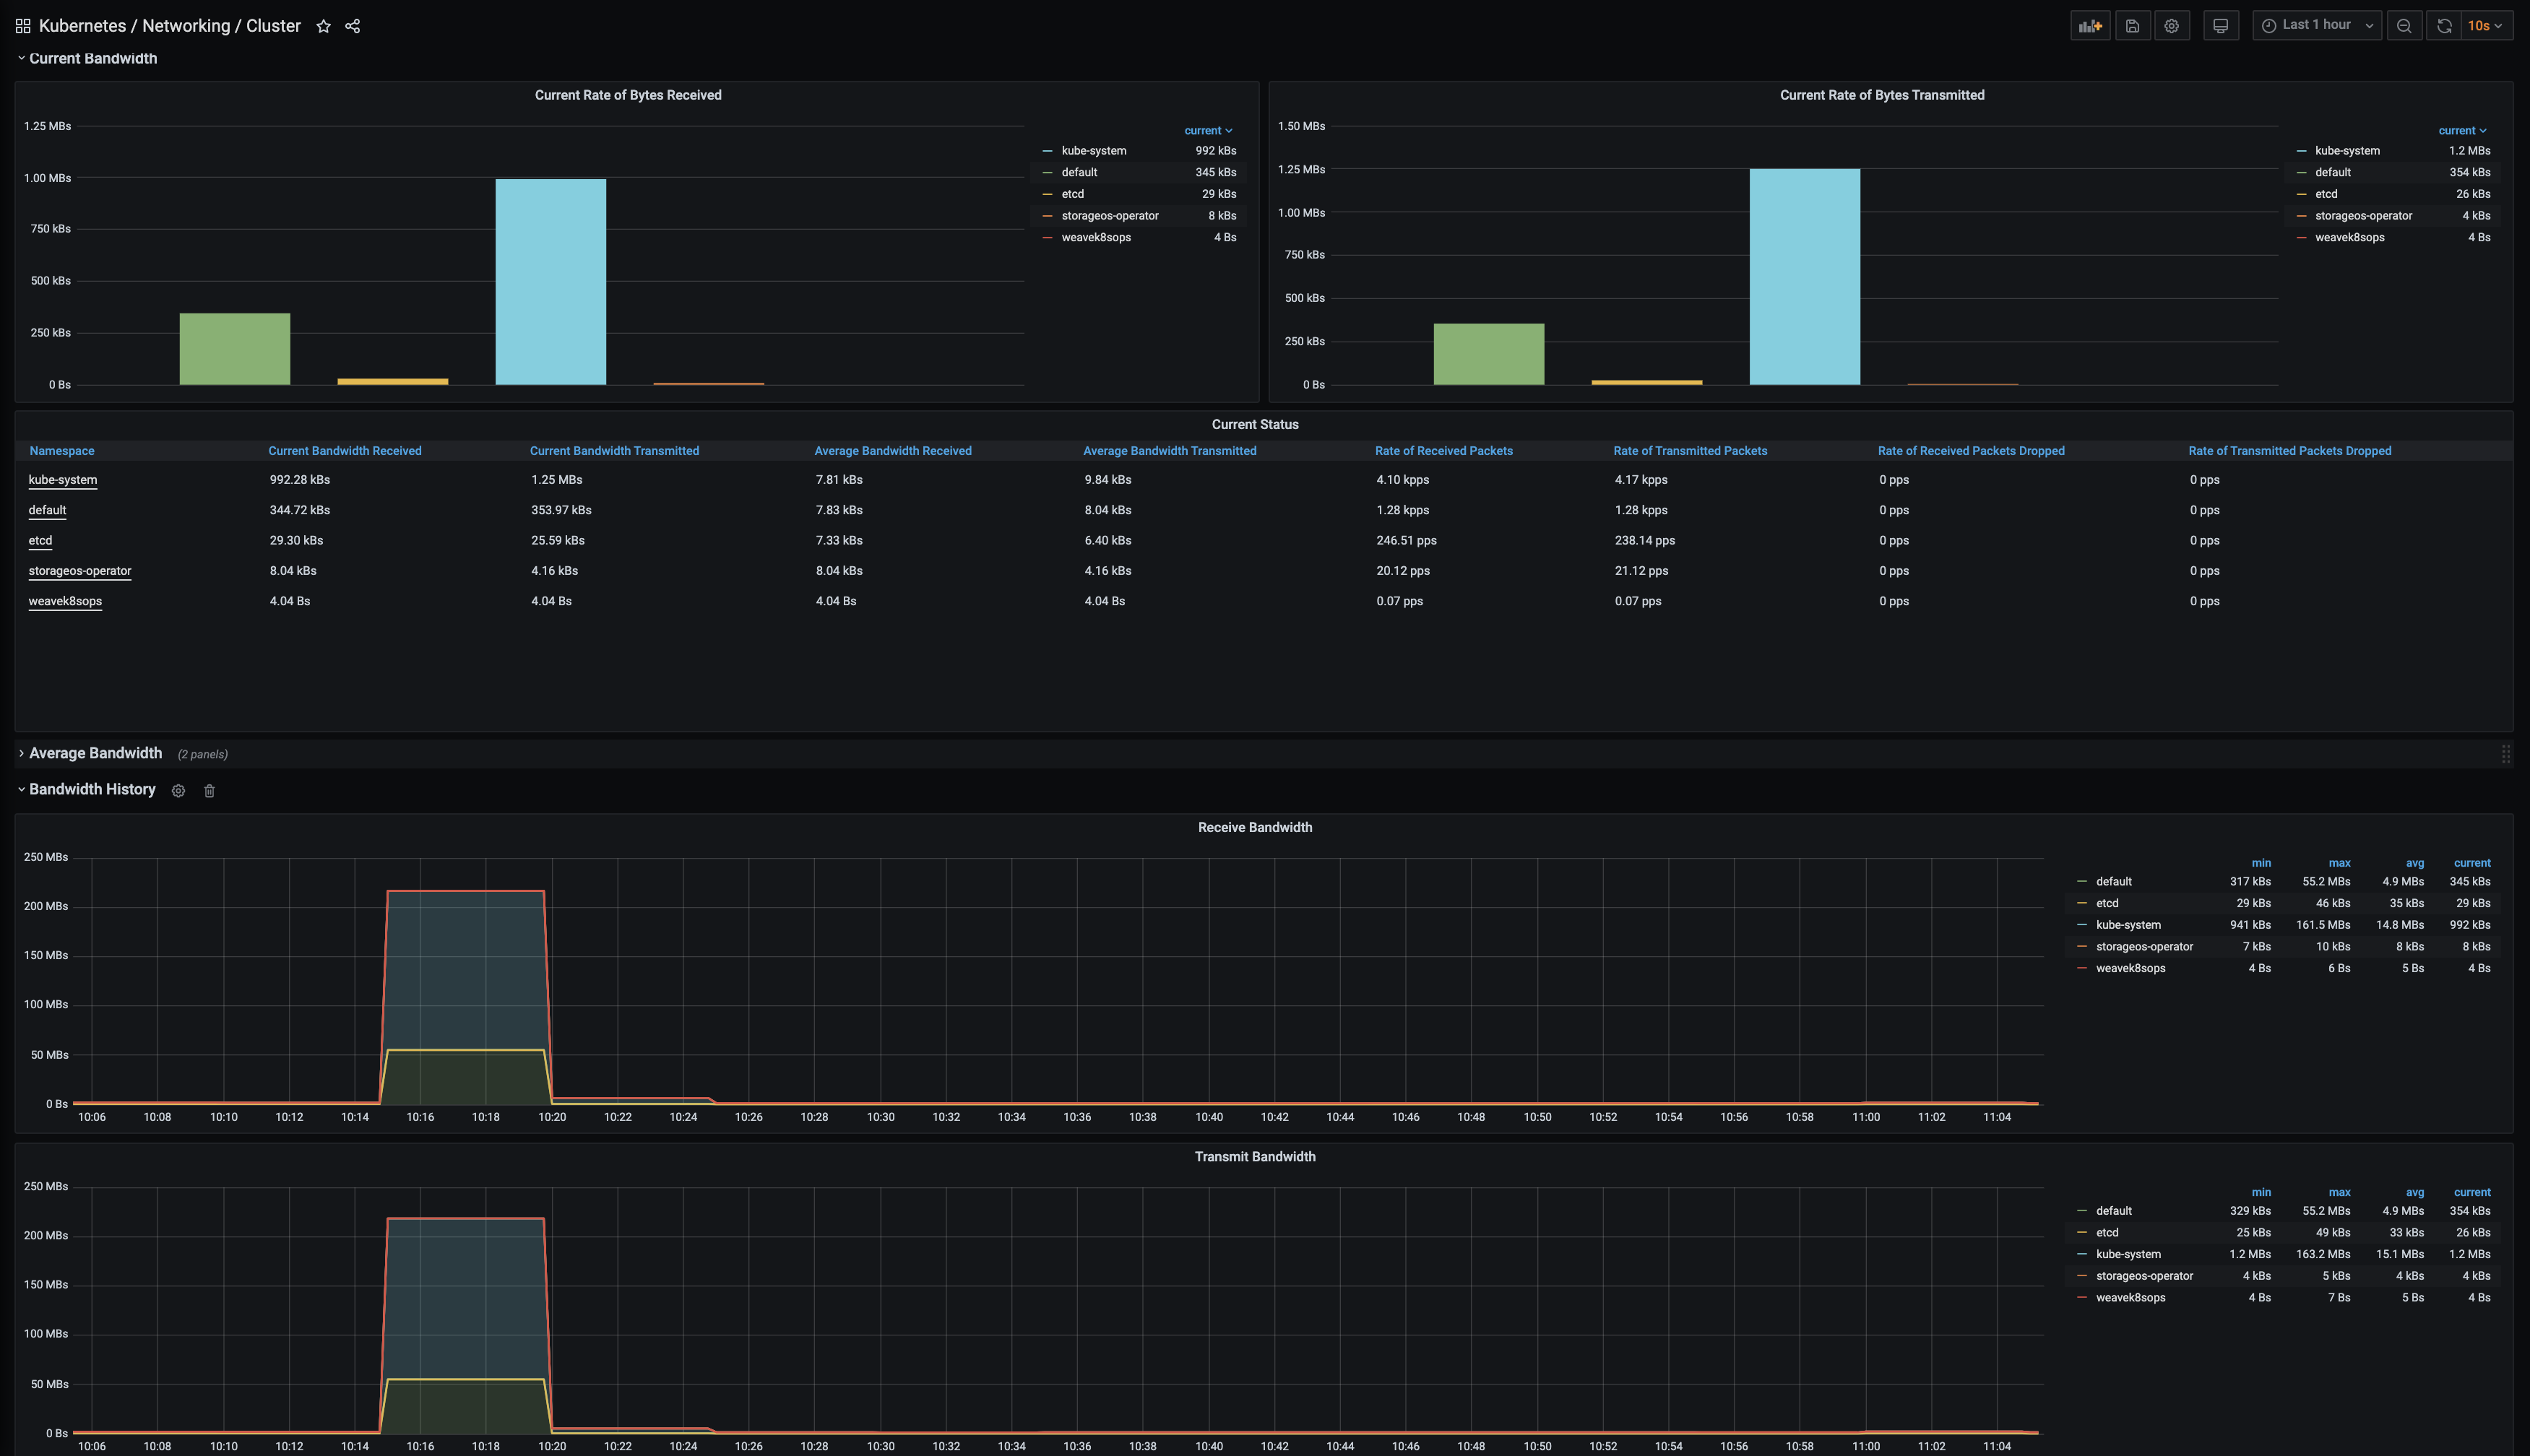 Kubernetes / Networking / Cluster
Last 1 hour
10s
Current Bandwidth
Current Rate of Bytes Received
1.25 MBs
1.00 MBs
750 kBs
500 kBs
250 kBs
0 Bs
current
kube-system 992 kBs
default 345 kBs
etcd 29 kBs
storageos-operator 8 kBs
weavek8sops 4 Bs
Current Rate of Bytes Transmitted
1.50 MBs
1.25 MBs
1.00 MBs
750 kBs
500 kBs
250 kBs
0 Bs
current
kube-system 1.2 MBs
default 354 kBs
etcd 26 kBs
storageos-operator 4 kBs
weavek8sops 4 Bs
Current Status
Namespace Current Bandwidth Received Current Bandwidth Transmitted Average Bandwidth Received Average Bandwidth Transmitted Rate of Received Packets Rate of Transmitted Packets Rate of Received Packets Dropped Rate of Transmitted Packets Dropped
kube-system 992.28 kBs 1.25 MBs 7.81 kBs 9.84 kBs 4.10 kpps 4.17 kpps 0 pps 0 pps
default 344.72 kBs 353.97 kBs 7.83 kBs 8.04 kBs 1.28 kpps 1.28 kpps 0 pps 0 pps
etcd 29.30 kBs 25.59 kBs 7.33 kBs 6.40 kBs 246.51 pps 238.14 pps 0 pps 0 pps
storageos-operator 8.04 kBs 4.16 kBs 8.04 kBs 4.16 kBs 20.12 pps 21.12 pps 0 pps 0 pps
weavek8sops 4.04 Bs 4.04 Bs 4.04 Bs 4.04 Bs 0.07 pps 0.07 pps 0 pps 0 pps
Average Bandwidth (2 panels)
Bandwidth History
Receive Bandwidth
250 MBs
200 MBs
150 MBs
100 MBs
50 MBs
0 Bs
10:06 10:08 10:10 10:12 10:14 10:16 10:18 10:20 10:22 10:24 10:26 10:28 10:30 10:32 10:34 10:36 10:38 10:40 10:42 10:44 10:46 10:48 10:50 10:52 10:54 10:56 10:58 11:00 11:02 11:04
min max avg current
default 317 kBs 55.2 MBs 4.9 MBs 345 kBs
etcd 29 kBs 46 kBs 35 kBs 29 kBs
kube-system 941 kBs 161.5 MBs 14.8 MBs 992 kBs
storageos-operator 7 kBs 10 kBs 8 kBs 8 kBs
weavek8sops 4 Bs 6 Bs 5 Bs 4 Bs
Transmit Bandwidth
250 MBs
200 MBs
150 MBs
100 MBs
50 MBs
0 Bs
10:06 10:08 10:10 10:12 10:14 10:16 10:18 10:20 10:22 10:24 10:26 10:28 10:30 10:32 10:34 10:36 10:38 10:40 10:42 10:44 10:46 10:48 10:50 10:52 10:54 10:56 10:58 11:00 11:02 11:04
min max avg current
default 329 kBs 55.2 MBs 4.9 MBs 354 kBs
etcd 25 kBs 49 kBs 33 kBs 26 kBs
kube-system 1.2 MBs 163.2 MBs 15.1 MBs 1.2 MBs
storageos-operator 4 kBs 5 kBs 4 kBs 4 kBs
weavek8sops 4 Bs 7 Bs 5 Bs 4 Bs